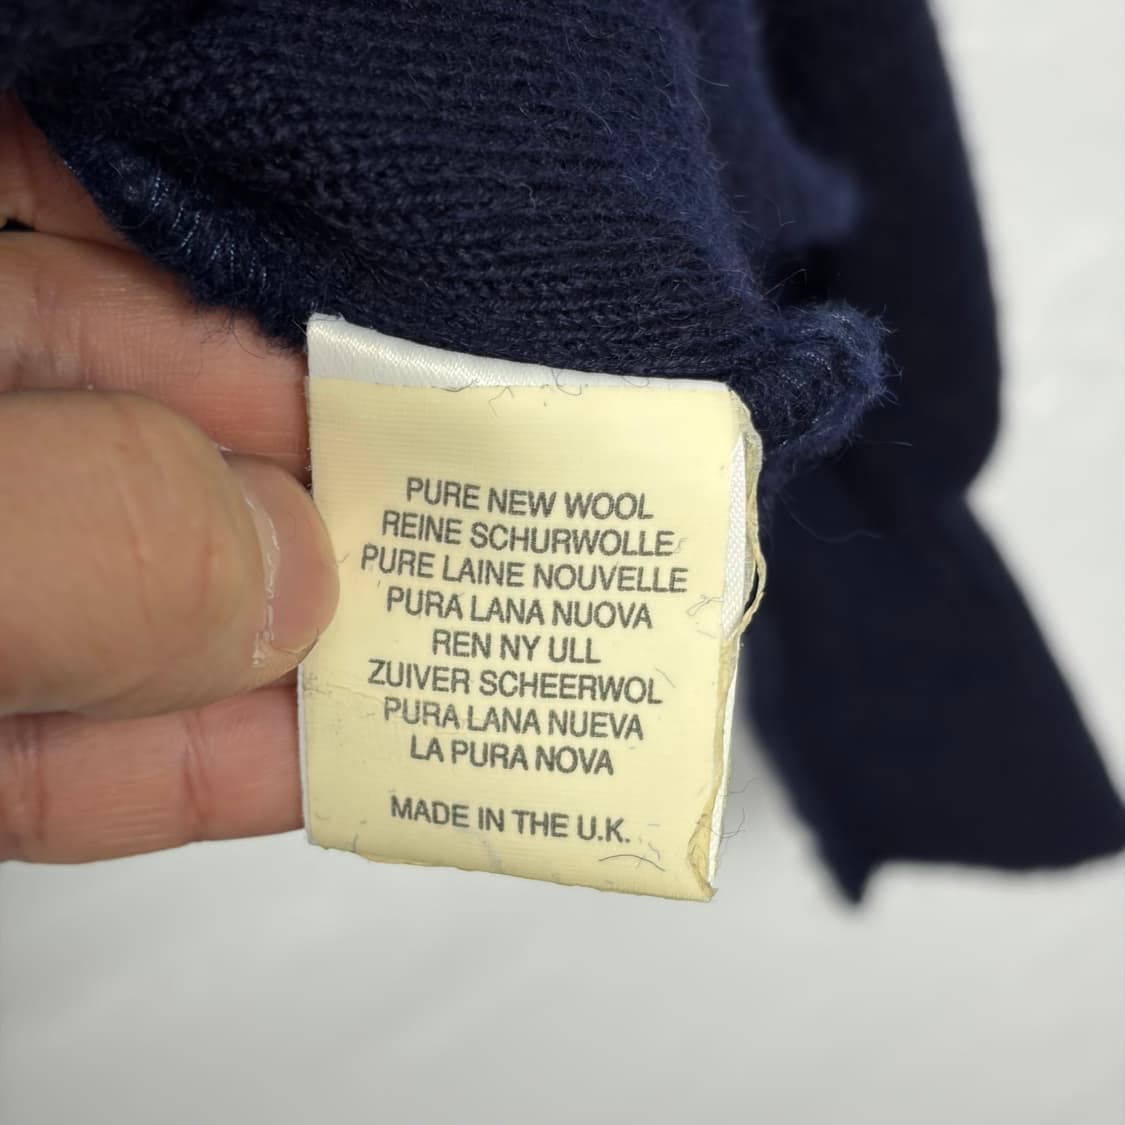 PURE NEW WOOL
REINE SCHURWOLLE
PURE LAINE NOUVELLE
PURA LANA NUOVA
REN NY ULL
ZUIVER SCHEERWOL
PURA LANA NUEVA
LA PURA NOVA
MADE IN THE U.K.